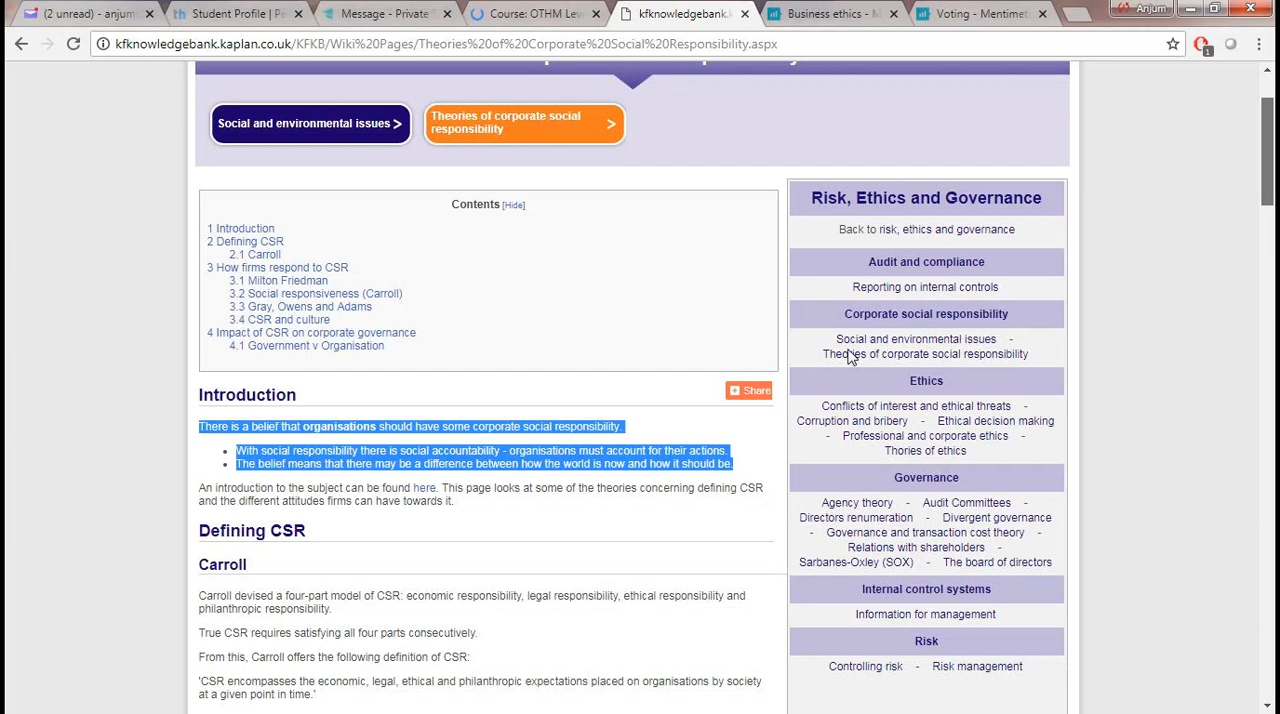 (2 unread) - anjum
Student Profile | Pe
Message - Private
Course: OTHM Lev
kfknowledgebank.ka
Business ethics - M
Voting - Mentimete
Anjum
kfknowledgebank.kaplan.co.uk/KFKB/Wiki%20Pages/Theories%20of%20Corporate%20Social%20Responsibility.aspx
Social and environmental issues >
Theories of corporate social
responsibility >
Contents [Hide]
1 Introduction
2 Defining CSR
2.1 Carroll
3 How firms respond to CSR
3.1 Milton Friedman
3.2 Social responsiveness (Carroll)
3.3 Gray, Owens and Adams
3.4 CSR and culture
4 Impact of CSR on corporate governance
4.1 Government v Organisation
Introduction
Share
There is a belief that organisations should have some corporate social responsibility.
• With social responsibility there is social accountability - organisations must account for their actions.
• The belief means that there may be a difference between how the world is now and how it should be.
An introduction to the subject can be found here. This page looks at some of the theories concerning defining CSR
and the different attitudes firms can have towards it.
Defining CSR
Carroll
Carroll devised a four-part model of CSR: economic responsibility, legal responsibility, ethical responsibility and
philanthropic responsibility.
True CSR requires satisfying all four parts consecutively.
From this, Carroll offers the following definition of CSR:
'CSR encompasses the economic, legal, ethical and philanthropic expectations placed on organisations by society
at a given point in time.'
Risk, Ethics and Governance
Back to risk, ethics and governance
Audit and compliance
Reporting on internal controls
Corporate social responsibility
Social and environmental issues -
Theories of corporate social responsibility
Ethics
Conflicts of interest and ethical threats -
Corruption and bribery - Ethical decision making
- Professional and corporate ethics -
Thories of ethics
Governance
Agency theory - Audit Committees -
Directors renumeration - Divergent governance
- Governance and transaction cost theory -
Relations with shareholders -
Sarbanes-Oxley (SOX) - The board of directors
Internal control systems
Information for management
Risk
Controlling risk - Risk management